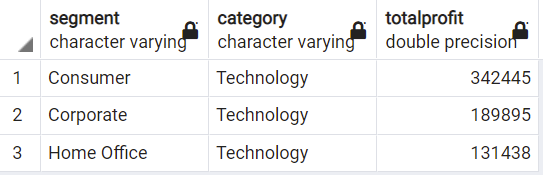 segment category totalprofit
character varying character varying double precision
1 Consumer Technology 342445
2 Corporate Technology 189895
3 Home Office Technology 131438